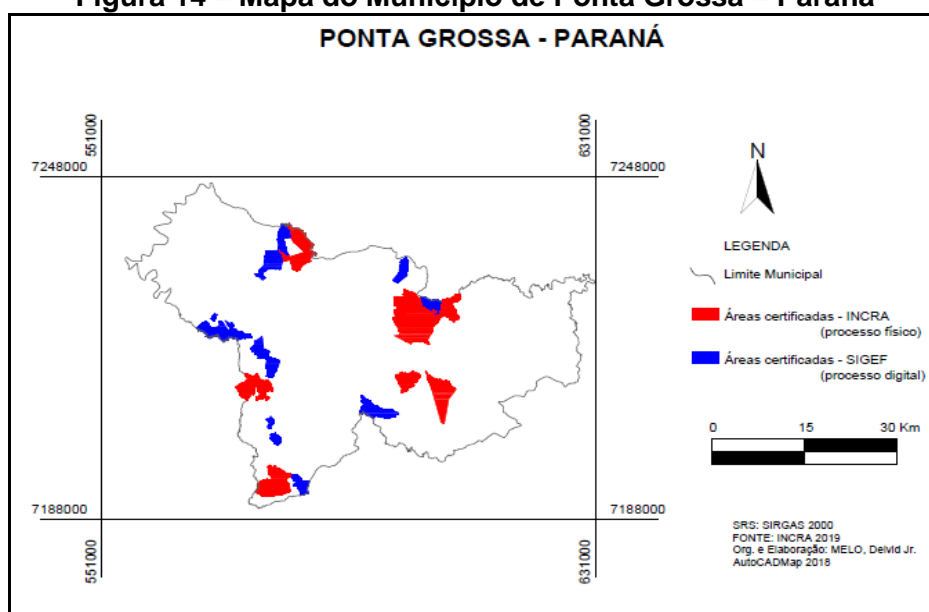 Figura 14 – Mapa do Município de Ponta Grossa – Paraná
PONTA GROSSA - PARANÁ
551000
631000
7248000
7248000
N
LEGENDA
Limite Municipal
Áreas certificadas - INCRA
(processo físico)
Áreas certificadas - SIGEF
(processo digital)
0 15 30 Km
7188000
7188000
551000
631000
SRS: SIRGAS 2000
FONTE: INCRA 2019
Org. e Elaboração: MELO, Deivid Jr.
AutoCADMap 2018